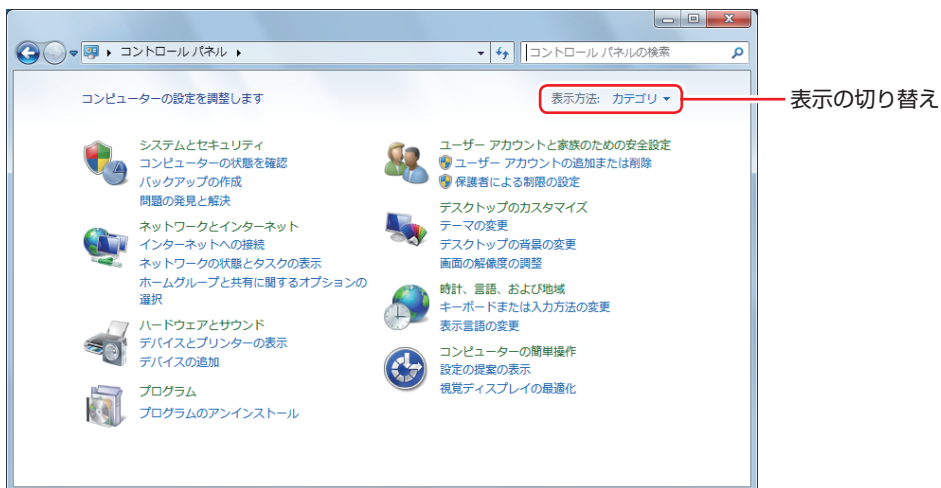 コントロール パネル
コントロール パネルの検索
コンピューターの設定を調整します
表示方法: カテゴリ
表示の切り替え
システムとセキュリティ
コンピューターの状態を確認
バックアップの作成
問題の発見と解決
ネットワークとインターネット
インターネットへの接続
ネットワークの状態とタスクの表示
ホームグループと共有に関するオプションの
選択
ハードウェアとサウンド
デバイスとプリンターの表示
デバイスの追加
プログラム
プログラムのアンインストール
ユーザー アカウントと家族のための安全設定
ユーザー アカウントの追加または削除
保護者による制限の設定
デスクトップのカスタマイズ
テーマの変更
デスクトップの背景の変更
画面の解像度の調整
時計、言語、および地域
キーボードまたは入力方法の変更
表示言語の変更
コンピューターの簡単操作
設定の提案の表示
視覚ディスプレイの最適化